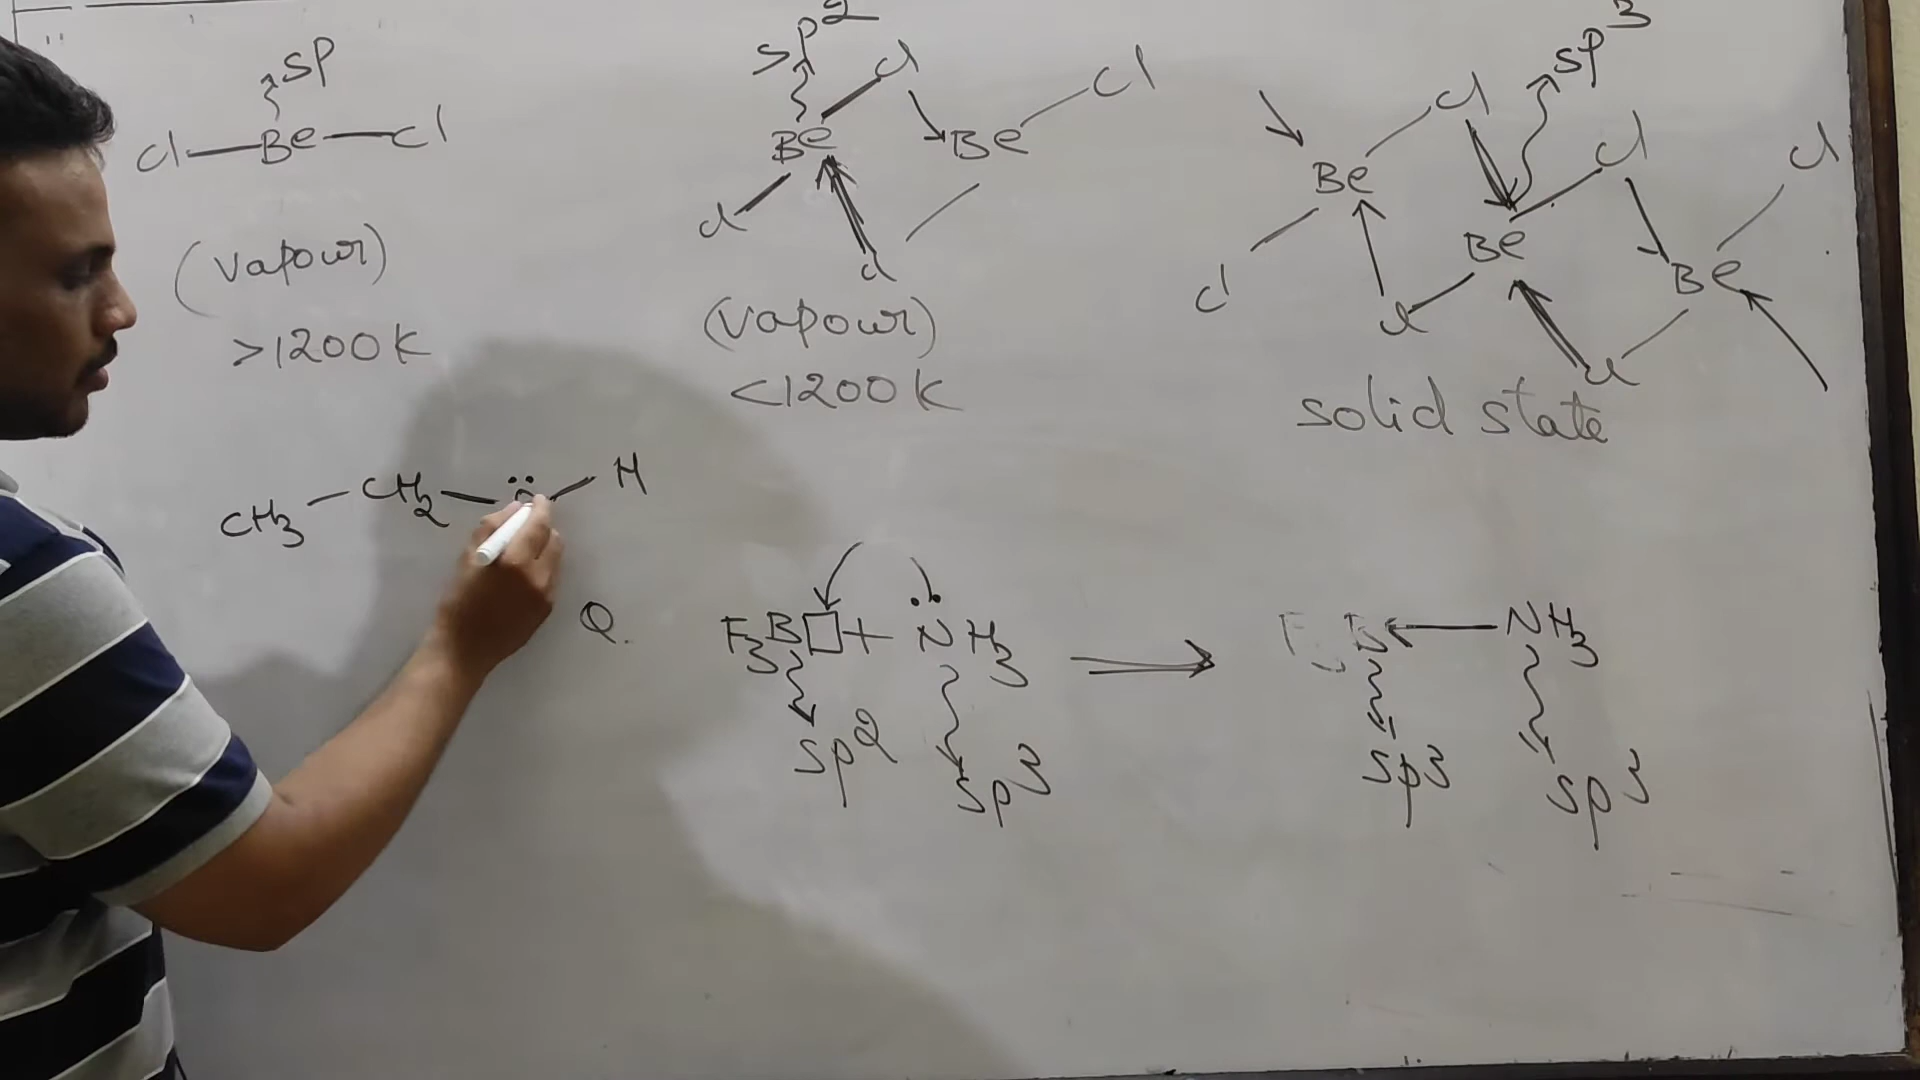 SP
Cl—Be—Cl
(vapour)
>1200K
SP2
Cl
Be
Be
Cl
Cl
Cl
(vapour)
<1200K
SP3
Cl
Be
Cl
Cl
Be
Cl
Be
Cl
Cl
solid state
CH3—CH2— —H
Q.
F3B□ + NH3
sp2
sp3
F3B←NH3
sp3
sp3